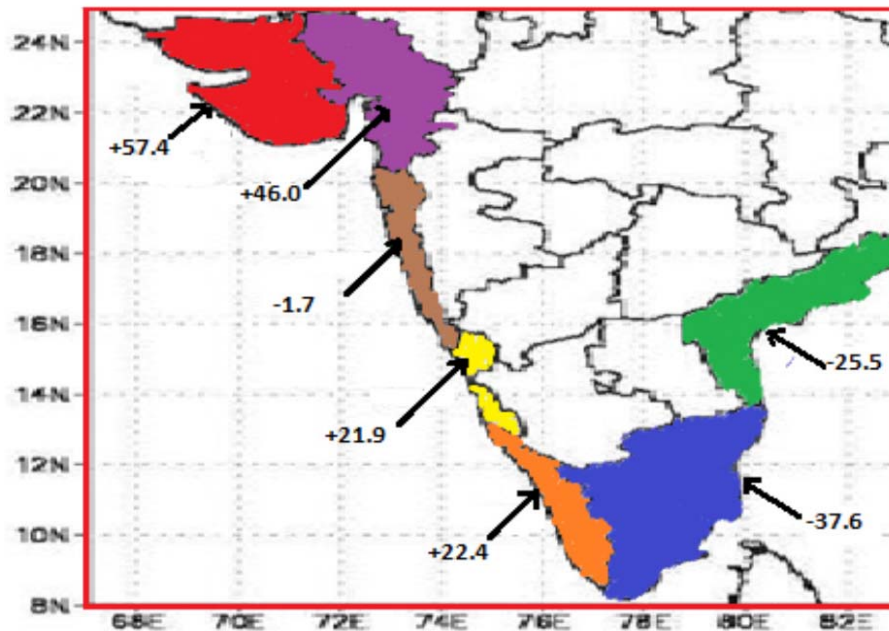 24N
22N
20N
18N
16N
14N
12N
10N
8N
+57.4
+46.0
-1.7
+21.9
+22.4
-25.5
-37.6
68E
70E
72E
74E
76E
78E
80E
82E